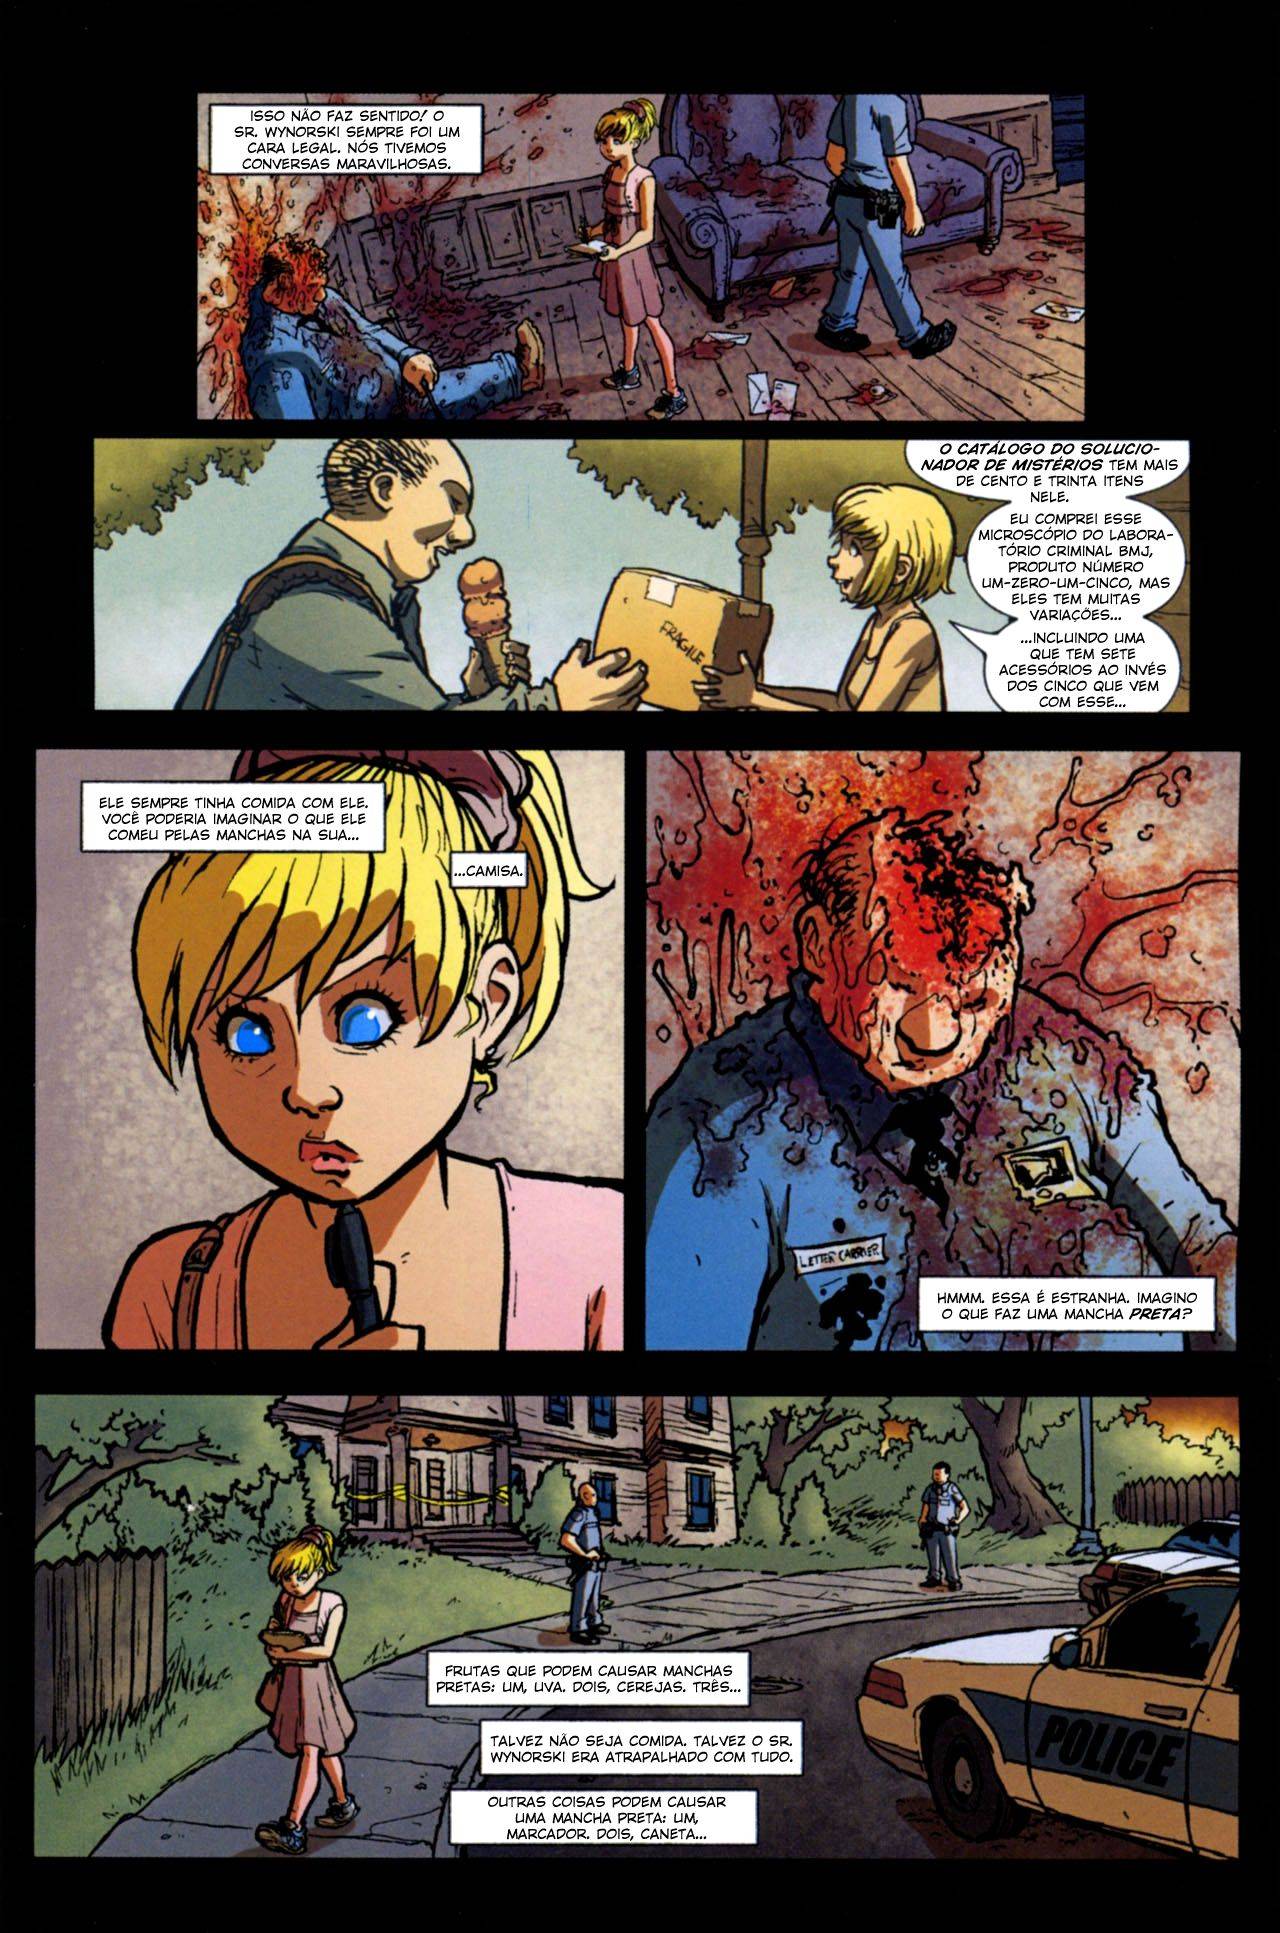 ISSO NÃO FAZ SENTIDO! O
SR. WYNORSKI SEMPRE FOI UM
CARA LEGAL. NÓS TIVEMOS
CONVERSAS MARAVILHOSAS.
O CATÁLOGO DO SOLUCIO-
NADOR DE MISTÉRIOS TEM MAIS
DE CENTO E TRINTA ITENS
NELE.
EU COMPREI ESSE
MICROSCÓPIO DO LABORA-
TÓRIO CRIMINAL BMJ,
PRODUTO NÚMERO
UM-ZERO-UM-CINCO, MAS
ELES TEM MUITAS
VARIAÇÕES...
...INCLUINDO UMA
QUE TEM SETE
ACESSÓRIOS AO INVÉS
DOS CINCO QUE VEM
COM ESSE...
FRAGILE
ELE SEMPRE TINHA COMIDA COM ELE.
VOCÊ PODERIA IMAGINAR O QUE ELE
COMEU PELAS MANCHAS NA SUA...
...CAMISA.
LETTER CARRIER
HMMM. ESSA É ESTRANHA. IMAGINO
O QUE FAZ UMA MANCHA PRETA?
FRUTAS QUE PODEM CAUSAR MANCHAS
PRETAS: UM, UVA. DOIS, CEREJAS. TRÊS...
TALVEZ NÃO SEJA COMIDA. TALVEZ O SR.
WYNORSKI ERA ATRAPALHADO COM TUDO.
OUTRAS COISAS PODEM CAUSAR
UMA MANCHA PRETA: UM,
MARCADOR. DOIS, CANETA...
POLICE